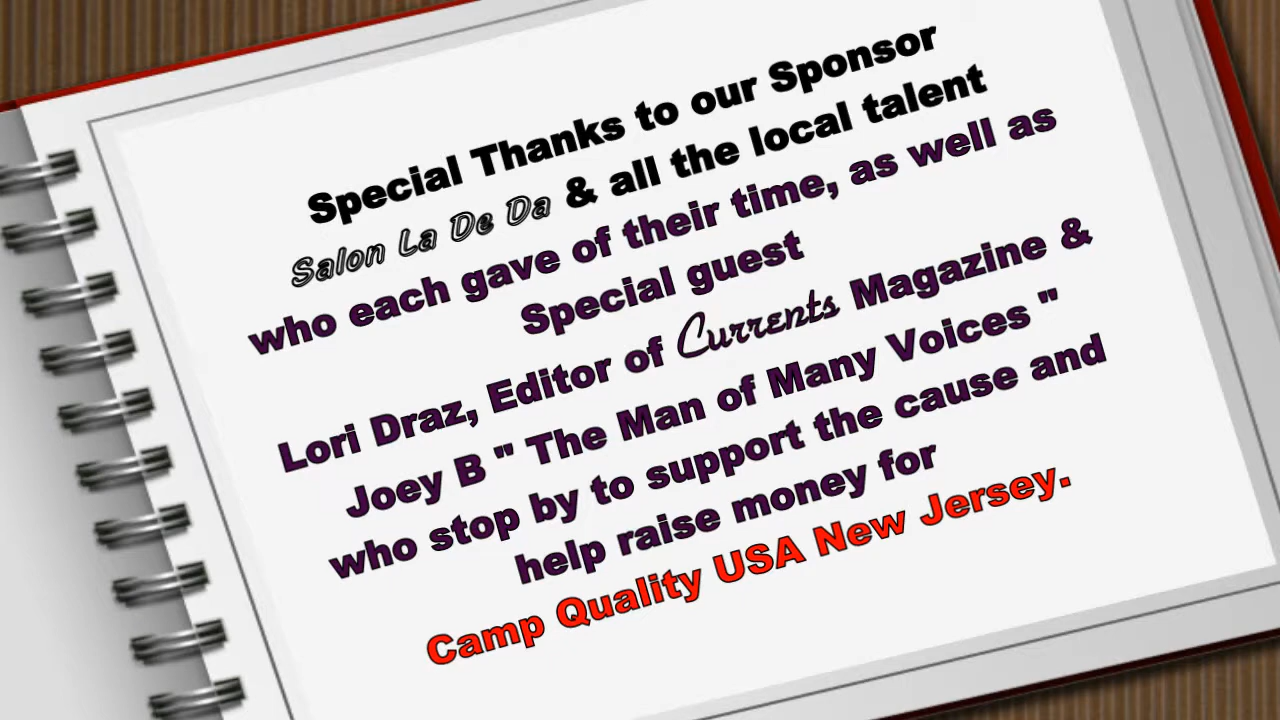 Special Thanks to our Sponsor
Salon La De Da & all the local talent
who each gave of their time, as well as
Special guest
Lori Draz, Editor of Currents Magazine &
Joey B " The Man of Many Voices "
who stop by to support the cause and
help raise money for
Camp Quality USA New Jersey.